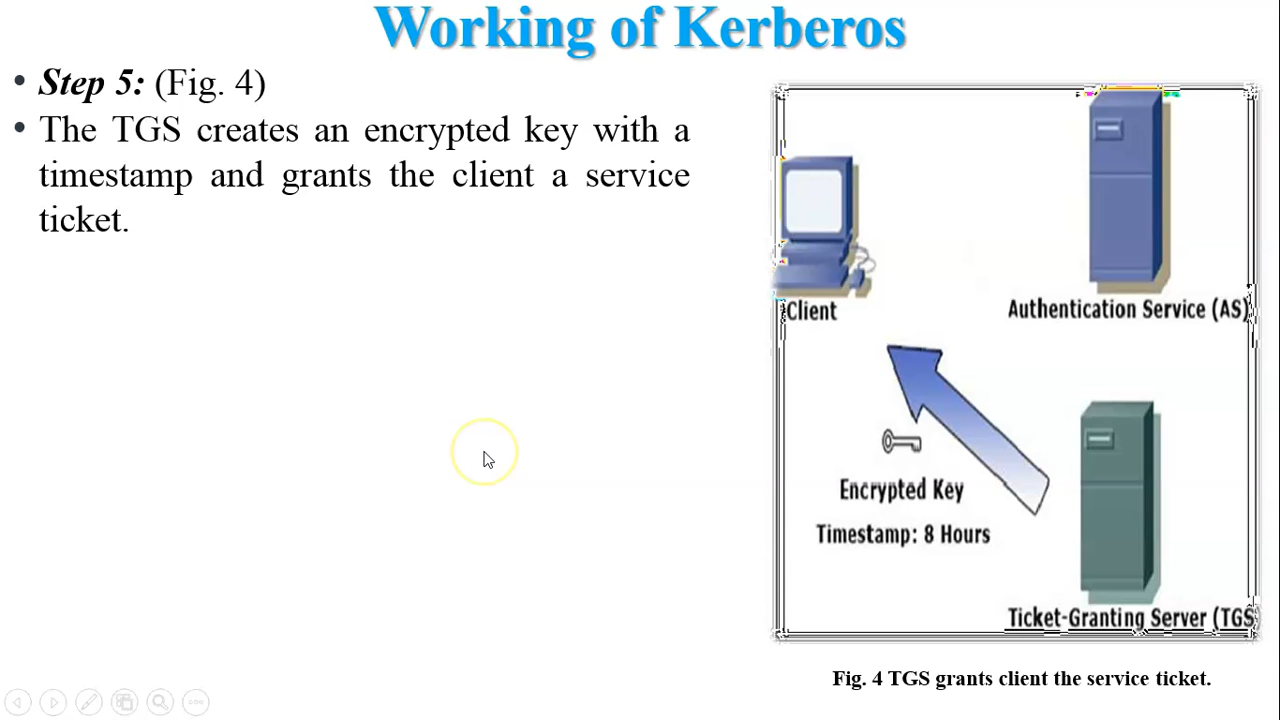 Working of Kerberos
• Step 5: (Fig. 4)
• The TGS creates an encrypted key with a
timestamp and grants the client a service
ticket.
Client
Authentication Service (AS)
Encrypted Key
Timestamp: 8 Hours
Ticket-Granting Server (TGS)
Fig. 4 TGS grants client the service ticket.